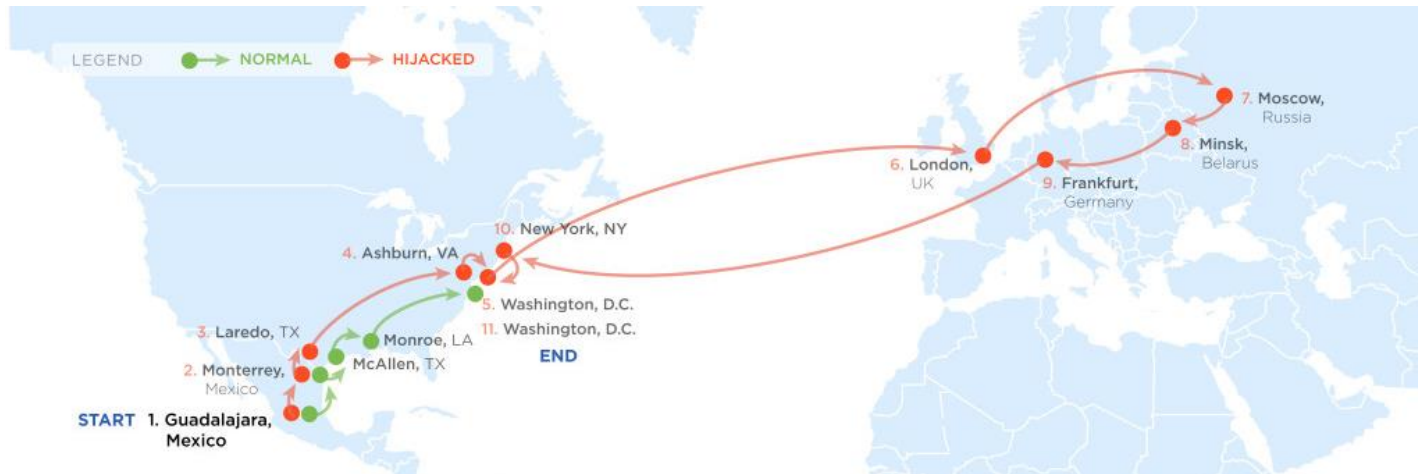 LEGEND NORMAL HIJACKED
7. Moscow,
Russia
8. Minsk,
Belarus
6. London,
UK
9. Frankfurt,
Germany
10. New York, NY
4. Ashburn, VA
5. Washington, D.C.
11. Washington, D.C.
END
3. Laredo, TX
Monroe, LA
McAllen, TX
2. Monterrey,
Mexico
START 1. Guadalajara,
Mexico